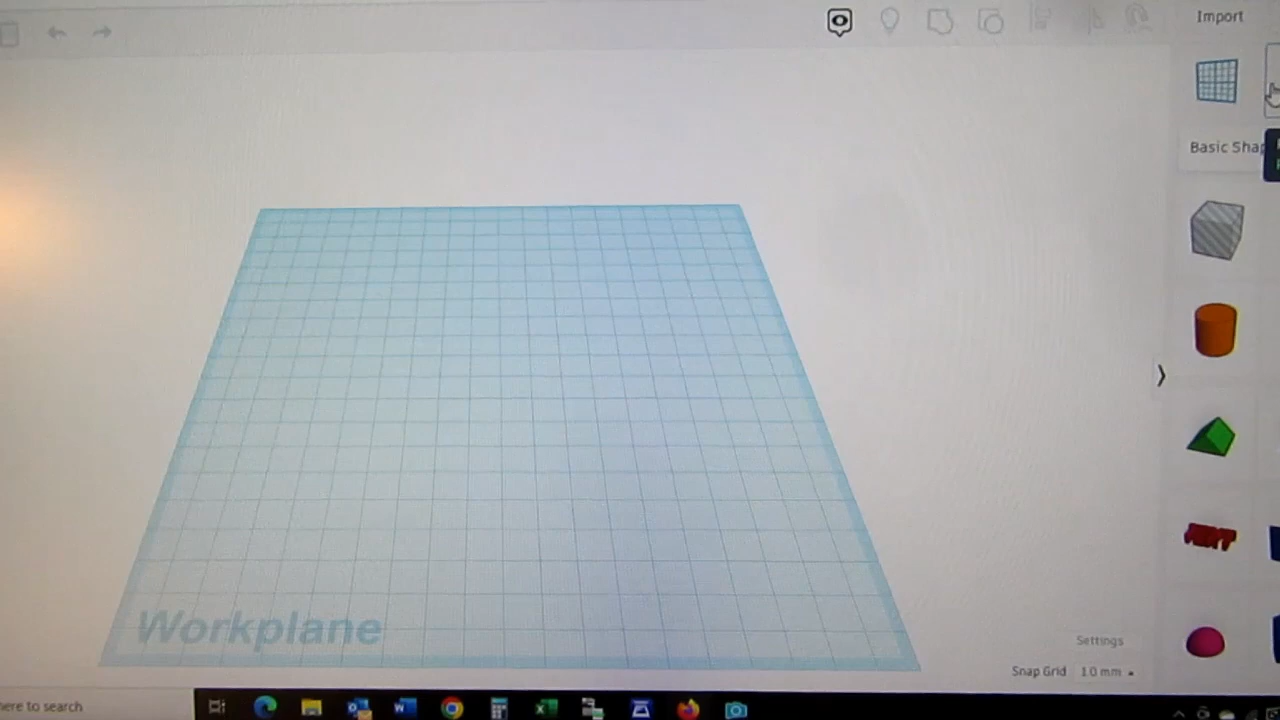 Import
Basic Shap
Workplane
Settings
Snap Grid 1.0 mm
here to search